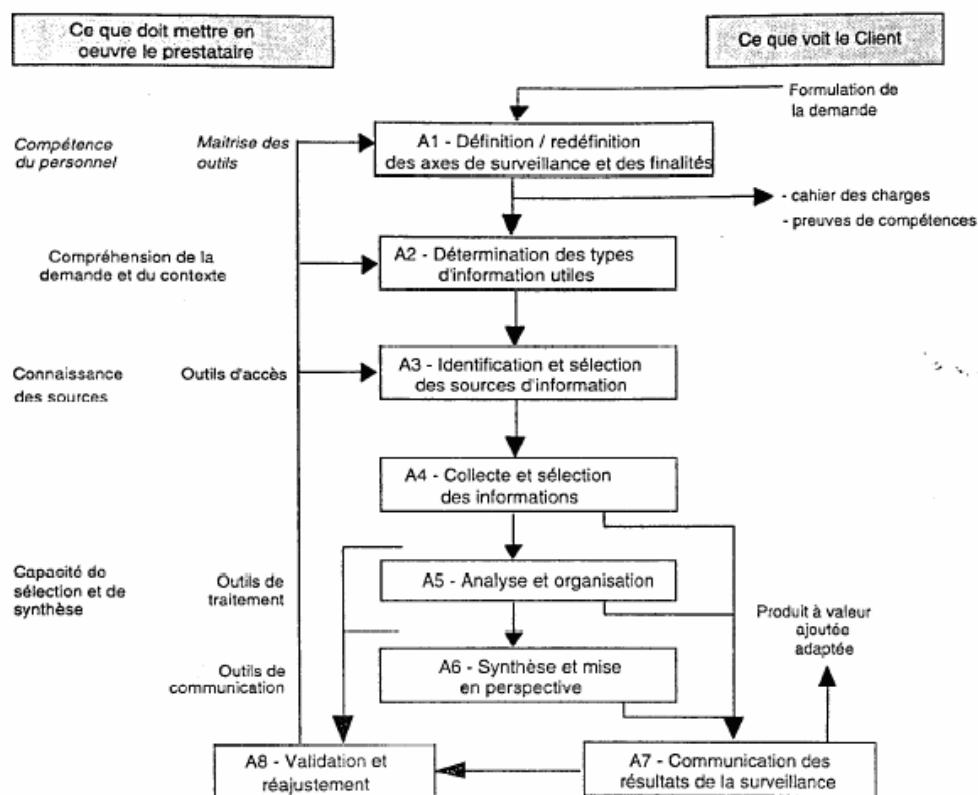 Ce que doit mettre en
oeuvre le prestataire
Ce que voit le Client
Formulation de
la demande
Compétence
du personnel
Maitrise des
outils
A1 - Définition / redéfinition
des axes de surveillance et des finalités
- cahier des charges
- preuves de compétences
Compréhension de la
demande et du contexte
A2 - Détermination des types
d'information utiles
Connaissance
des sources
Outils d'accès
A3 - Identification et sélection
des sources d'information
A4 - Collecte et sélection
des informations
Capacité de
sélection et de
synthèse
Outils de
traitement
A5 - Analyse et organisation
Produit à valeur
ajoutée
adaptée
Outils de
communication
A6 - Synthèse et mise
en perspective
A8 - Validation et
réajustement
A7 - Communication des
résultats de la surveillance